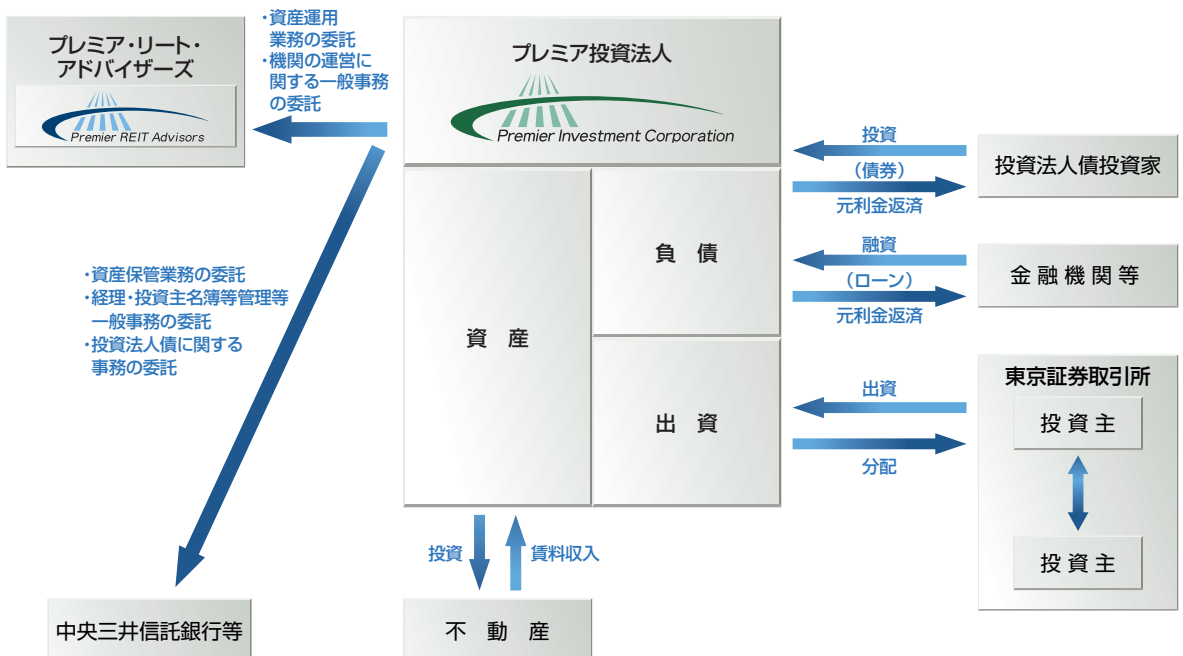 プレミア・リート・
アドバイザーズ
Premier REIT Advisors
・資産運用
業務の委託
・機関の運営に
関する一般事務
の委託
プレミア投資法人
Premier Investment Corporation
投資
(債券)
元利金返済
投資法人債投資家
負 債
融資
(ローン)
元利金返済
金 融 機 関 等
・資産保管業務の委託
・経理・投資主名簿等管理等
一般事務の委託
・投資法人債に関する
事務の委託
資 産
出 資
出資
分配
東京証券取引所
投 資 主
投 資 主
投資
賃料収入
中央三井信託銀行等
不 動 産